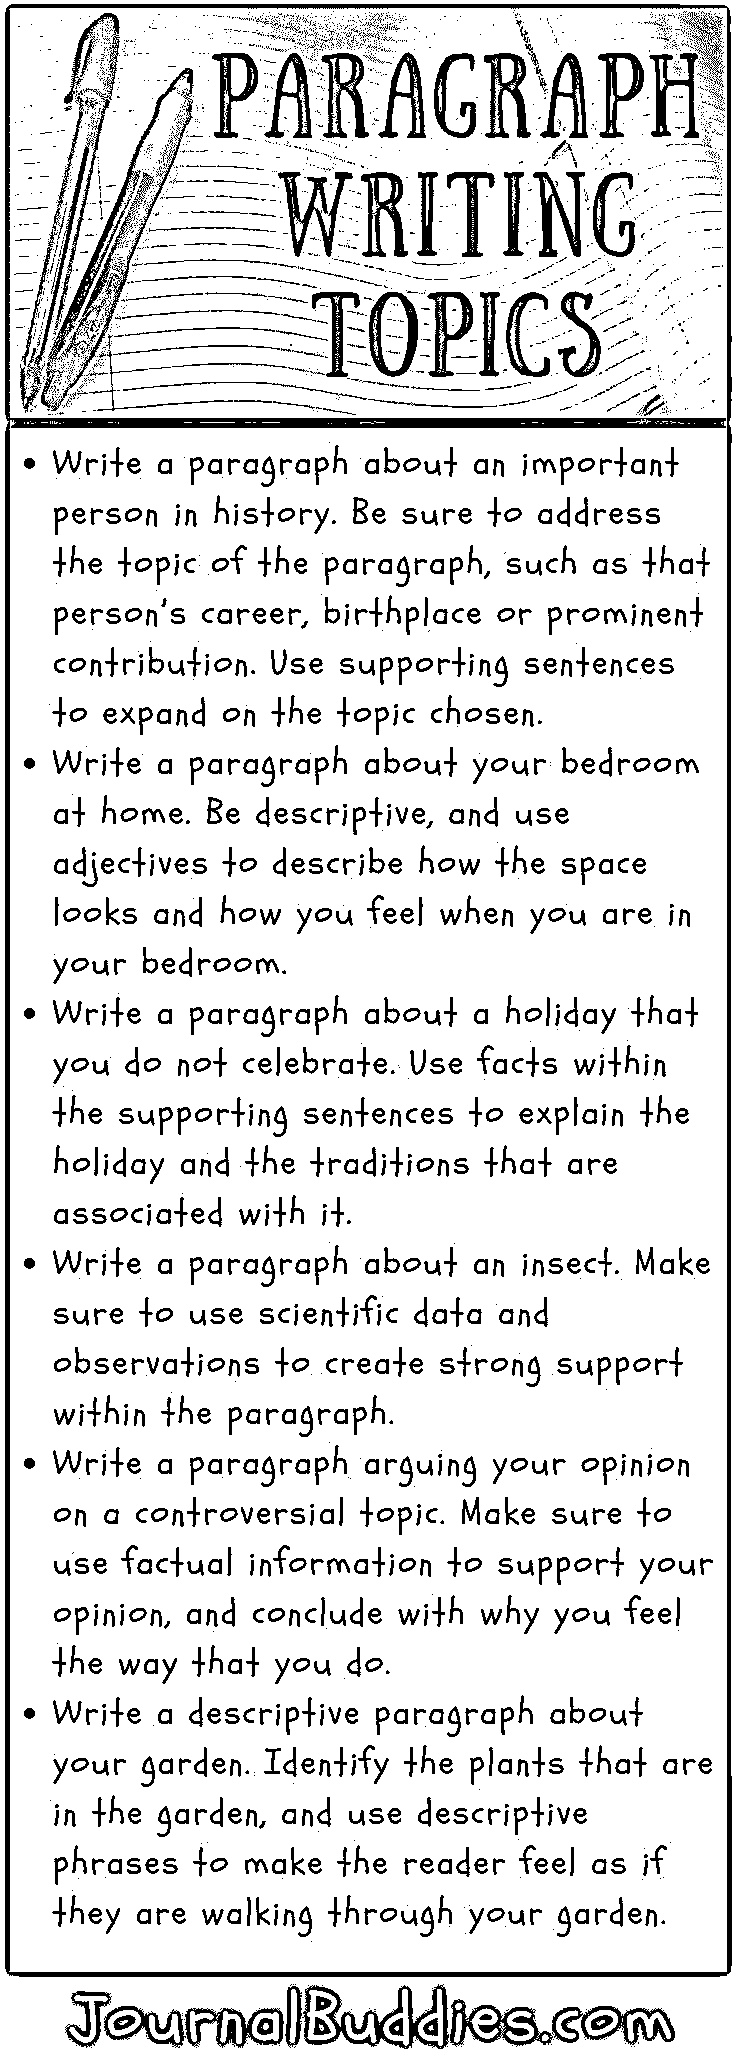 PARAGRAPH
WRITING
TOPICS
• Write a paragraph about an important
person in history. Be sure to address
the topic of the paragraph, such as that
person's career, birthplace or prominent
contribution. Use supporting sentences
to expand on the topic chosen.
• Write a paragraph about your bedroom
at home. Be descriptive, and use
adjectives to describe how the space
looks and how you feel when you are in
your bedroom.
• Write a paragraph about a holiday that
you do not celebrate. Use facts within
the supporting sentences to explain the
holiday and the traditions that are
associated with it.
• Write a paragraph about an insect. Make
sure to use scientific data and
observations to create strong support
within the paragraph.
• Write a paragraph arguing your opinion
on a controversial topic. Make sure to
use factual information to support your
opinion, and conclude with why you feel
the way that you do.
• Write a descriptive paragraph about
your garden. Identify the plants that are
in the garden, and use descriptive
phrases to make the reader feel as if
they are walking through your garden.
JournalBuddies.com